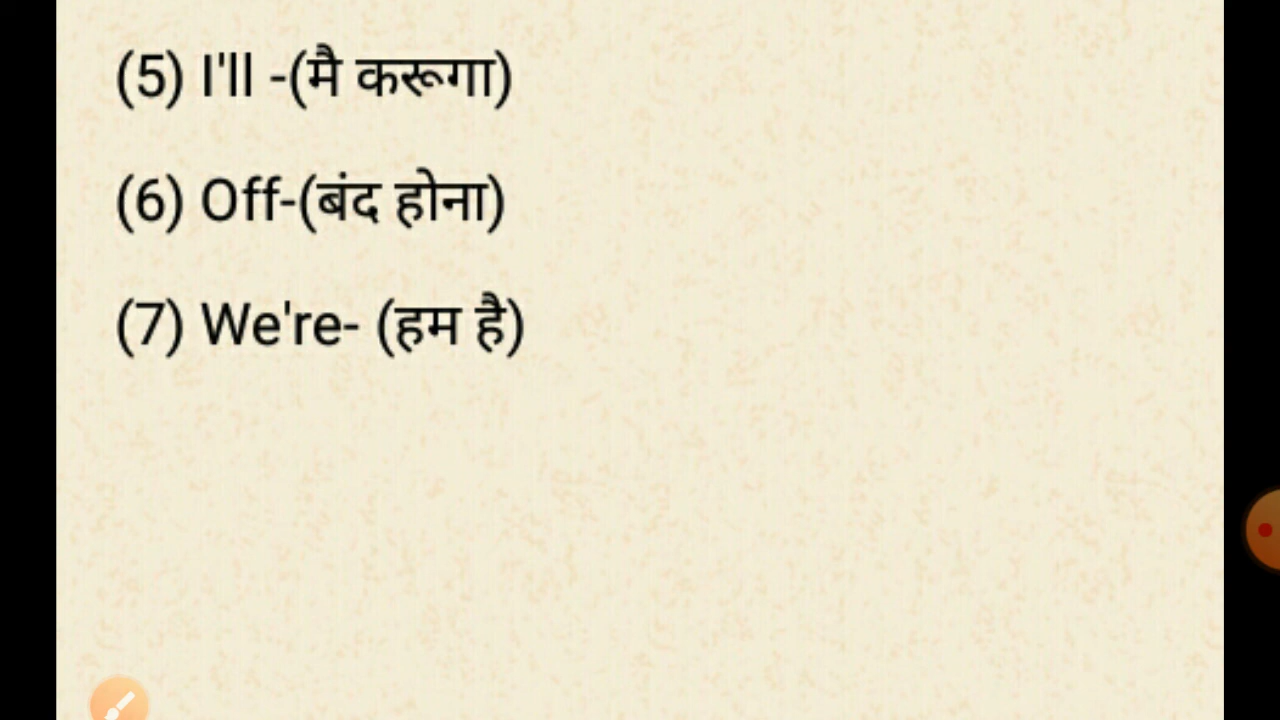 (5) I'll -(मै करूगा)
(6) Off-(बंद होना)
(7) We're- (हम है)